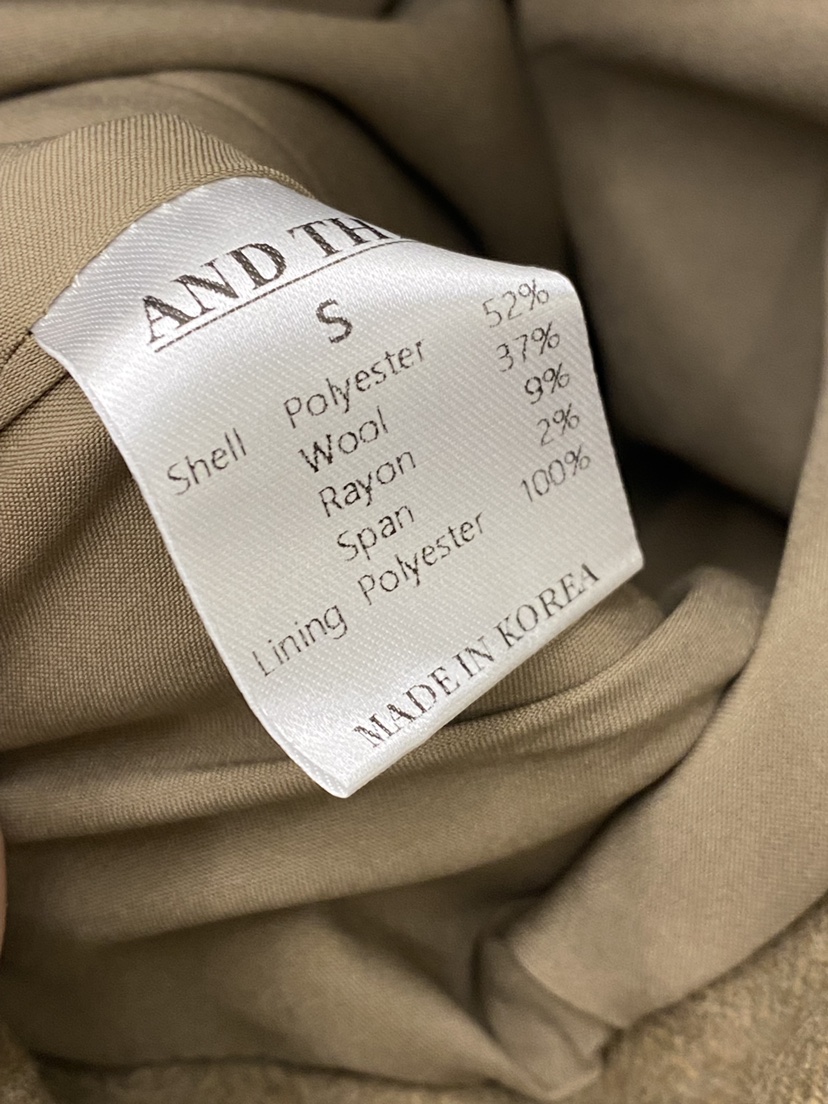 AND TH
S
Shell Polyester 52%
Wool 37%
Rayon 9%
Span 2%
Lining Polyester 100%
MADE IN KOREA